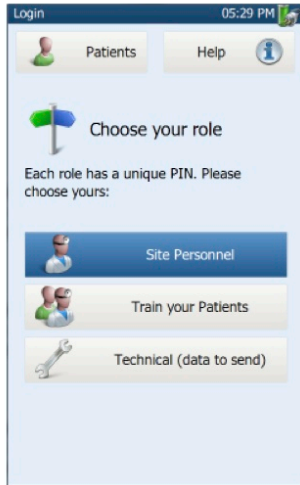 Login 05:29 PM
Patients Help
Choose your role
Each role has a unique PIN. Please
choose yours:
Site Personnel
Train your Patients
Technical (data to send)